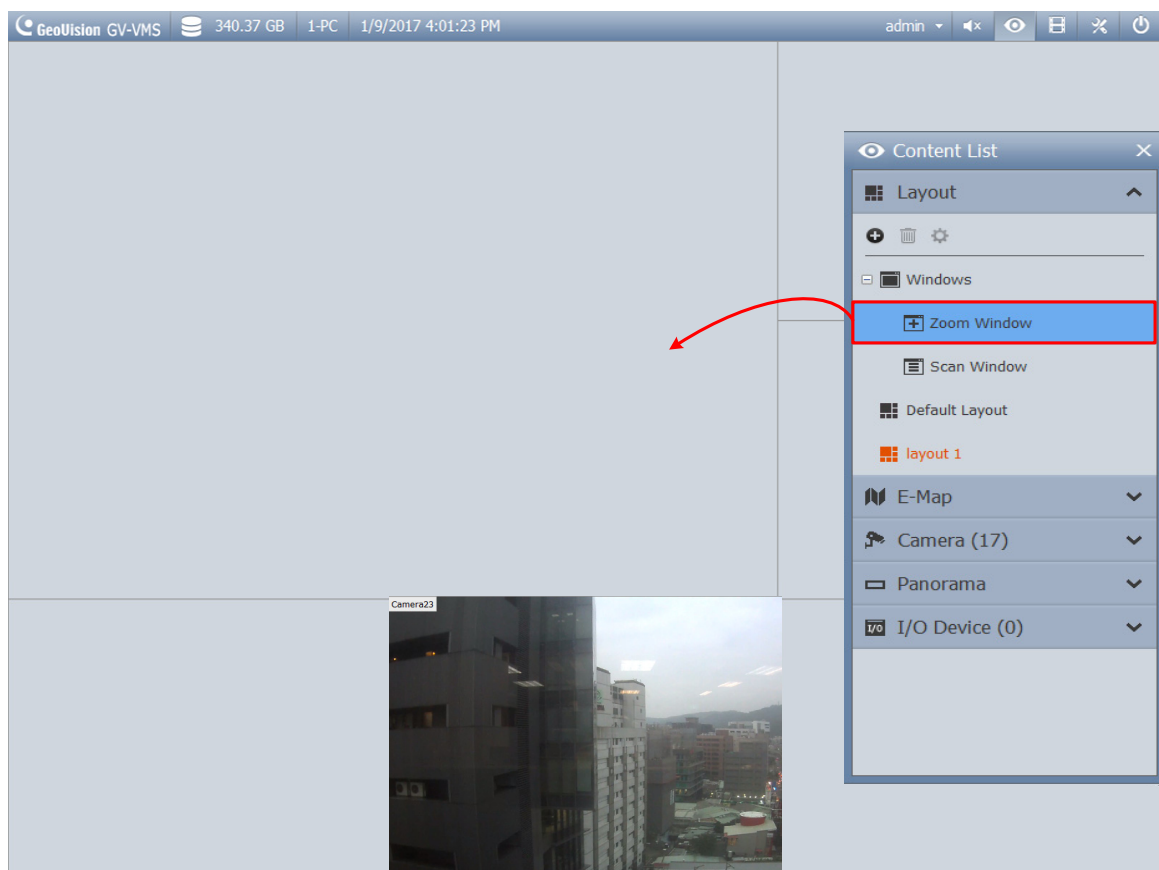 GeoVision GV-VMS 340.37 GB 1-PC 1/9/2017 4:01:23 PM admin
Content List
Layout
Windows
Zoom Window
Scan Window
Default Layout
layout 1
E-Map
Camera (17)
Panorama
I/O I/O Device (0)
Camera23